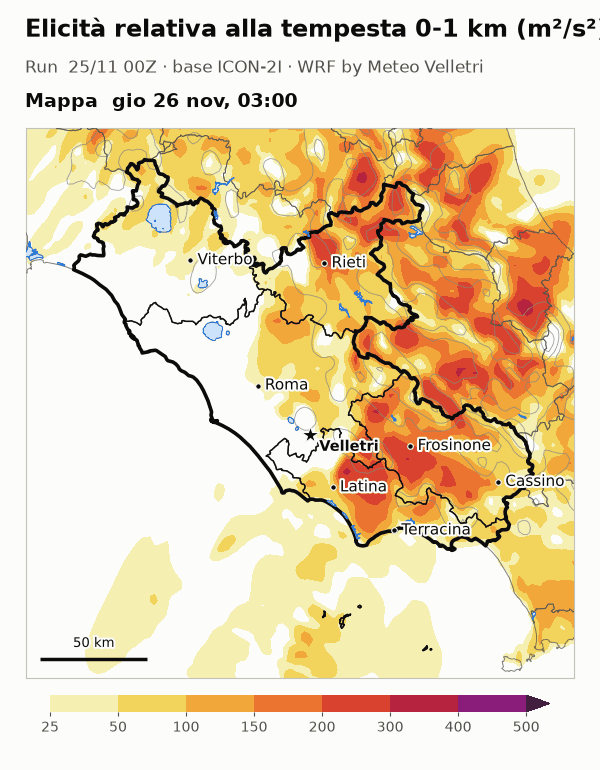 Elicità relativa alla tempesta 0-1 km (m²/s²)
Run 25/11 00Z · base ICON-2I · WRF by Meteo Velletri
Mappa gio 26 nov, 03:00
Viterbo
Rieti
Roma
Velletri
Frosinone
Latina
Cassino
Terracina
50 km
25 50 100 150 200 300 400 500